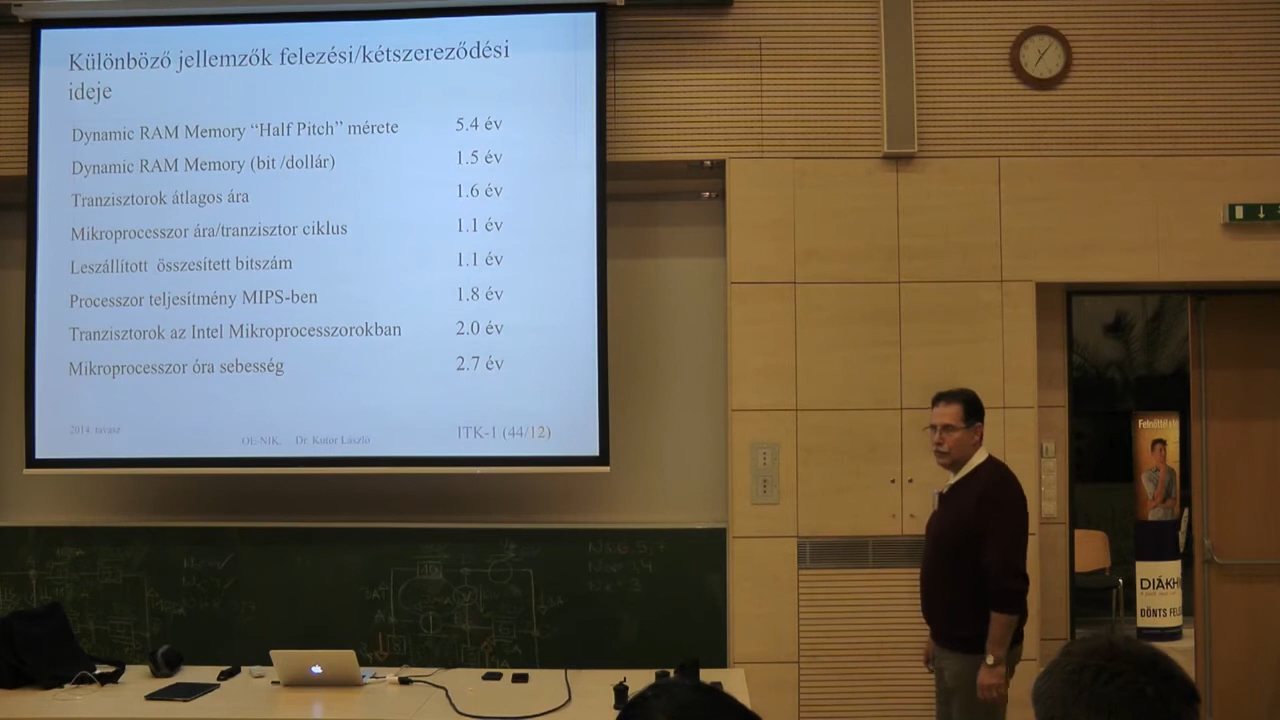 Különböző jellemzők felezési/kétszereződési
ideje
Dynamic RAM Memory “Half Pitch” mérete 5.4 év
Dynamic RAM Memory (bit /dollár) 1.5 év
Tranzisztorok átlagos ára 1.6 év
Mikroprocesszor ára/tranzisztor ciklus 1.1 év
Leszállított összesített bitszám 1.1 év
Processzor teljesítmény MIPS-ben 1.8 év
Tranzisztorok az Intel Mikroprocesszorokban 2.0 év
Mikroprocesszor óra sebesség 2.7 év
2014. tavasz
OE-NIK. Dr. Kutor László
ITK-1 (44/12)
Felnőttél
DIÁKH
DÖNTS